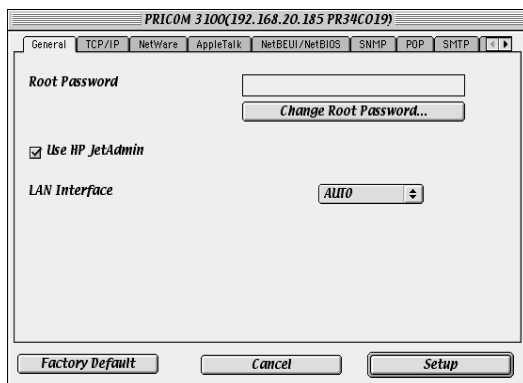 PRICOM 3100(192.168.20.185 PR34C019)
General TCP/IP NetWare AppleTalk NetBEUI/NetBIOS SNMP POP SMTP
Root Password
Change Root Password...
Use HP JetAdmin
LAN Interface AUTO
Factory Default Cancel Setup